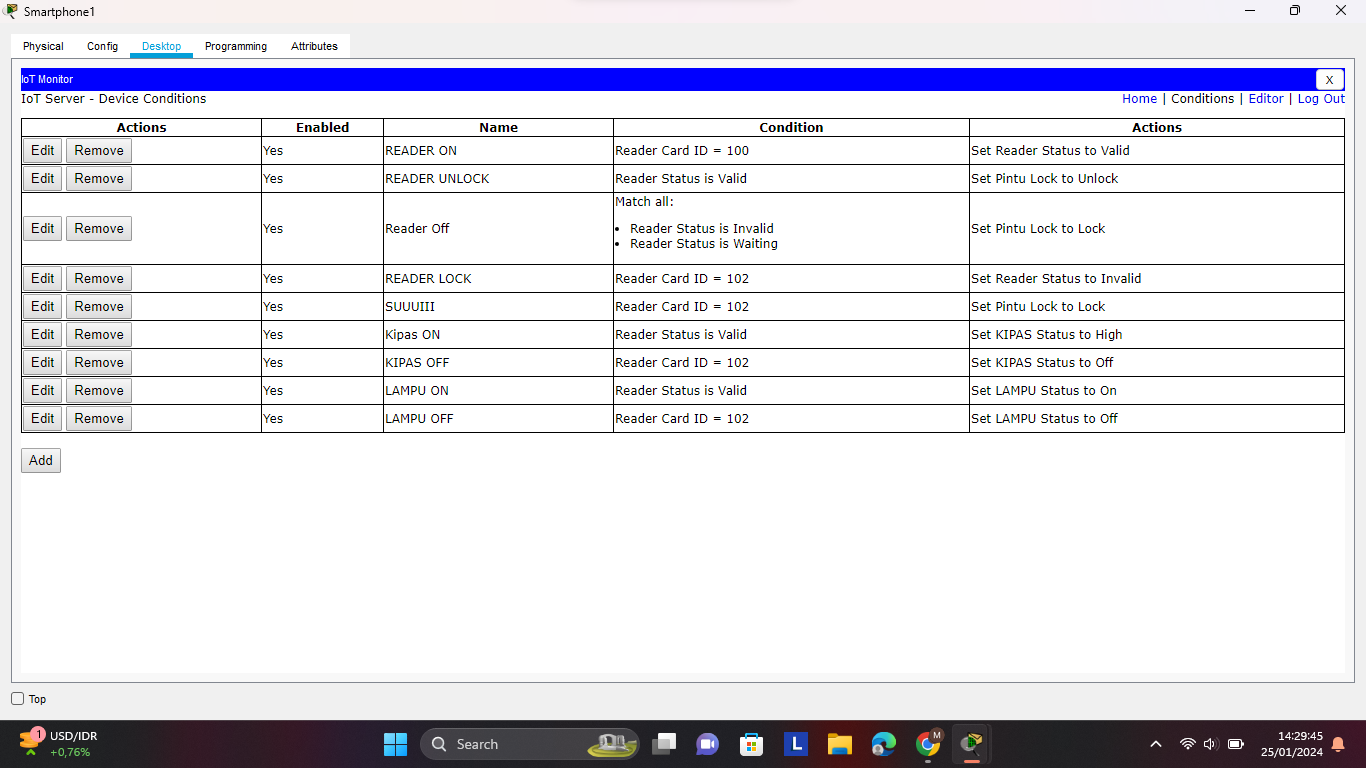 Smartphone1
Physical Config Desktop Programming Attributes
IoT Monitor X
IoT Server - Device Conditions Home | Conditions | Editor | Log Out
Actions Enabled Name Condition Actions
Edit Remove Yes READER ON Reader Card ID = 100 Set Reader Status to Valid
Edit Remove Yes READER UNLOCK Reader Status is Valid Set Pintu Lock to Unlock
Match all:
• Reader Status is Invalid
Edit Remove Yes Reader Off Set Pintu Lock to Lock
• Reader Status is Waiting
Edit Remove Yes READER LOCK Reader Card ID = 102 Set Reader Status to Invalid
Edit Remove Yes SUUUIII Reader Card ID = 102 Set Pintu Lock to Lock
Edit Remove Yes Kipas ON Reader Status is Valid Set KIPAS Status to High
Edit Remove Yes KIPAS OFF Reader Card ID = 102 Set KIPAS Status to Off
Edit Remove Yes LAMPU ON Reader Status is Valid Set LAMPU Status to On
Edit Remove Yes LAMPU OFF Reader Card ID = 102 Set LAMPU Status to Off
Add
Top
1 USD/IDR
+0,76%
Search
L
M
14:29:45
25/01/2024